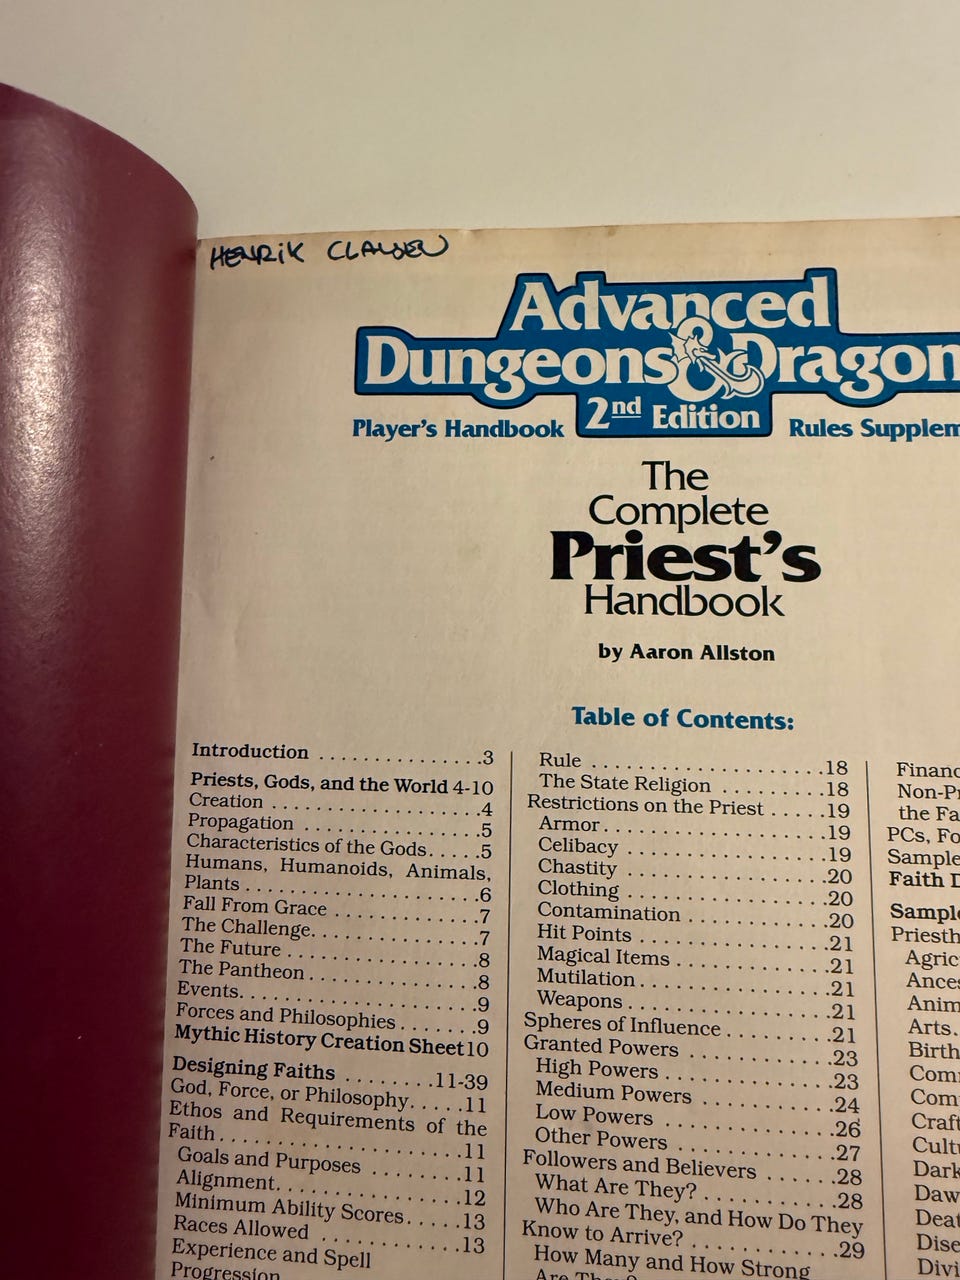 HENRIK CLAUSEN
Advanced
Dungeons & Dragon
2nd Edition
Player's Handbook Rules Supplem
The
Complete
Priest's
Handbook
by Aaron Allston
Table of Contents:
Introduction . . . . . . . . . . . . . . . .3
Priests, Gods, and the World 4-10
Creation . . . . . . . . . . . . . . . . . . . .4
Propagation . . . . . . . . . . . . . . . . .5
Characteristics of the Gods. . . . . .5
Humans, Humanoids, Animals,
Plants . . . . . . . . . . . . . . . . . . . . . .6
Fall From Grace . . . . . . . . . . . . .7
The Challenge. . . . . . . . . . . . . . .7
The Future . . . . . . . . . . . . . . . . .8
The Pantheon . . . . . . . . . . . . . . .8
Events. . . . . . . . . . . . . . . . . . . . .9
Forces and Philosophies . . . . . . .9
Mythic History Creation Sheet 10
Designing Faiths . . . . . . . .11-39
God, Force, or Philosophy. . . . .11
Ethos and Requirements of the
Faith . . . . . . . . . . . . . . . . . . . . .11
Goals and Purposes . . . . . . . .11
Alignment. . . . . . . . . . . . . . . .12
Minimum Ability Scores. . . . .13
Races Allowed . . . . . . . . . . . .13
Experience and Spell
Progression
Rule . . . . . . . . . . . . . . . . . . . .18
The State Religion . . . . . . . . .18
Restrictions on the Priest . . . . .19
Armor. . . . . . . . . . . . . . . . . . .19
Celibacy . . . . . . . . . . . . . . . . .19
Chastity . . . . . . . . . . . . . . . . .20
Clothing . . . . . . . . . . . . . . . . .20
Contamination . . . . . . . . . . . .20
Hit Points . . . . . . . . . . . . . . . .21
Magical Items . . . . . . . . . . . .21
Mutilation. . . . . . . . . . . . . . . .21
Weapons . . . . . . . . . . . . . . . .21
Spheres of Influence . . . . . . . . .21
Granted Powers . . . . . . . . . . . .23
High Powers . . . . . . . . . . . . . .23
Medium Powers . . . . . . . . . . .24
Low Powers . . . . . . . . . . . . . .26
Other Powers . . . . . . . . . . . . .27
Followers and Believers . . . . . . .28
What Are They? . . . . . . . . . . .28
Who Are They, and How Do They
Know to Arrive? . . . . . . . . . . . .29
How Many and How Strong
Are They?
Financ
Non-Pr
the Fa
PCs, Fo
Sample
Faith D
Sampl
Priesth
Agric
Ances
Anim
Arts.
Birth
Com
Com
Craft
Cultu
Dark
Daw
Deat
Dise
Divi